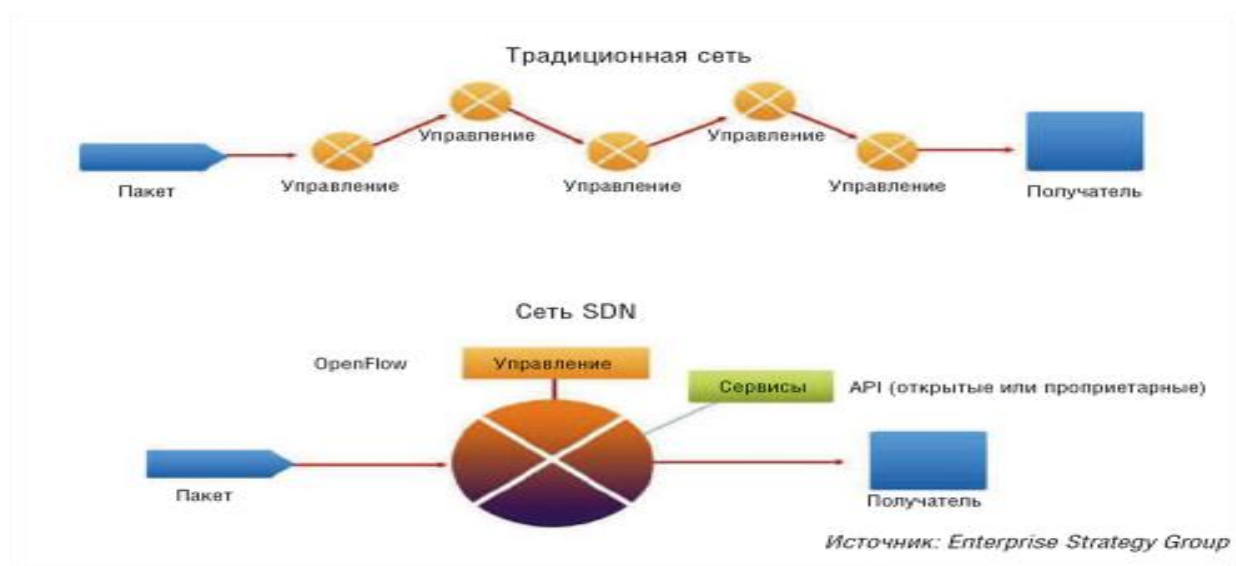 Традиционная сеть
Управление
Управление
Пакет
Управление
Управление
Управление
Получатель
Сеть SDN
OpenFlow
Управление
Сервисы
API (открытые или проприетарные)
Пакет
Получатель
Источник: Enterprise Strategy Group